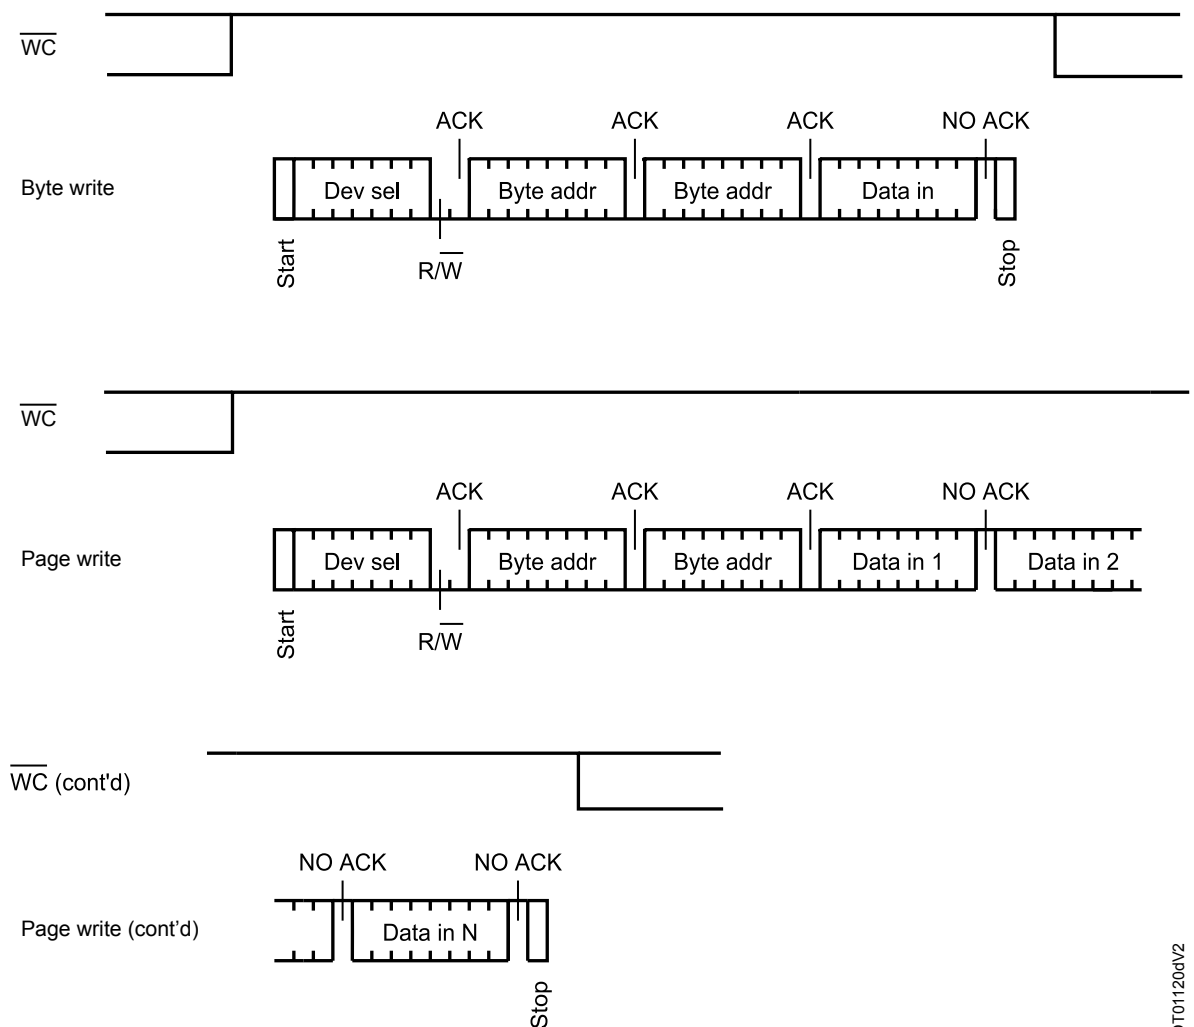 WC
ACK ACK ACK NO ACK
Byte write Dev sel Byte addr Byte addr Data in
Start R/W Stop
WC
ACK ACK ACK NO ACK
Page write Dev sel Byte addr Byte addr Data in 1 Data in 2
Start R/W
WC (cont'd)
NO ACK NO ACK
Page write (cont’d) Data in N
Stop